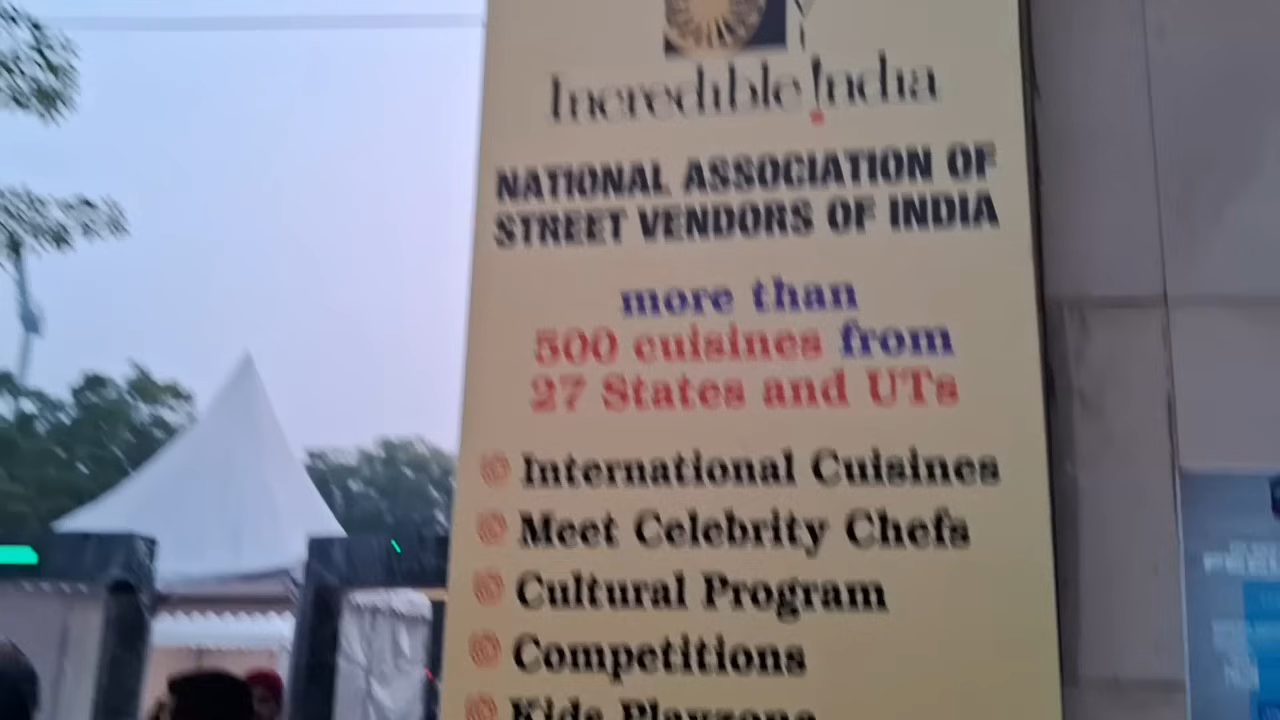 Incredible !ndia
NATIONAL ASSOCIATION OF
STREET VENDORS OF INDIA
more than
500 cuisines from
27 States and UTs
International Cuisines
Meet Celebrity Chefs
Cultural Program
Competitions
Kids Playzone